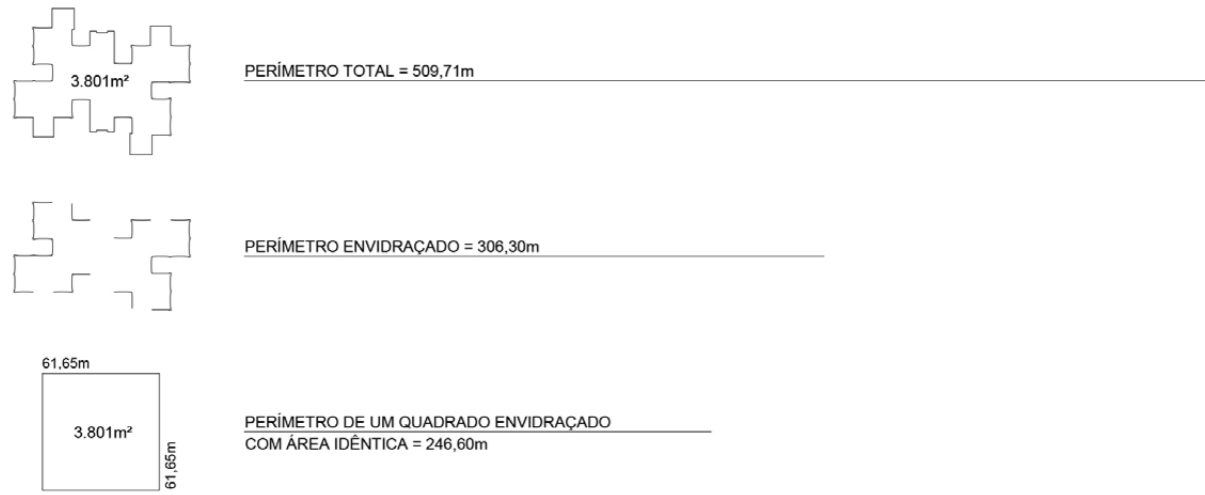 3.801m²
PERÍMETRO TOTAL = 509,71m
PERÍMETRO ENVIDRAÇADO = 306,30m
61,65m
3.801m²
61,65m
PERÍMETRO DE UM QUADRADO ENVIDRAÇADO
COM ÁREA IDÊNTICA = 246,60m